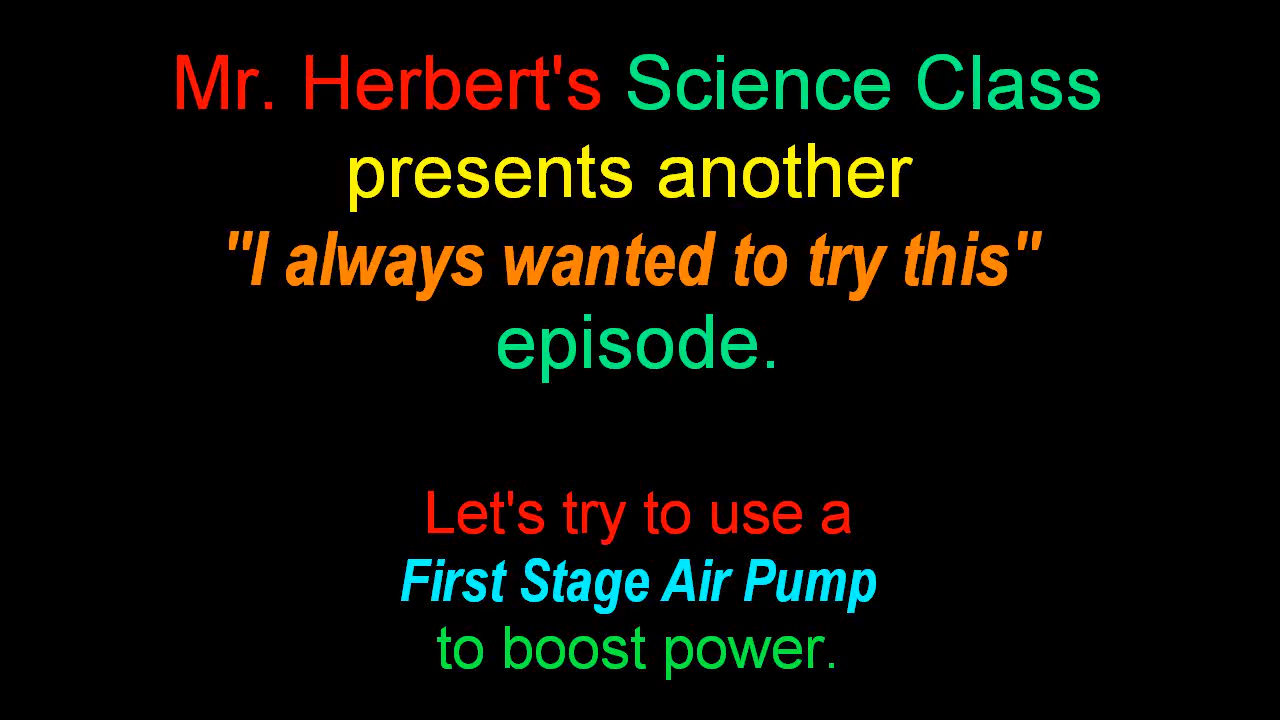 Mr. Herbert's Science Class
presents another
"I always wanted to try this"
episode.
Let's try to use a
First Stage Air Pump
to boost power.